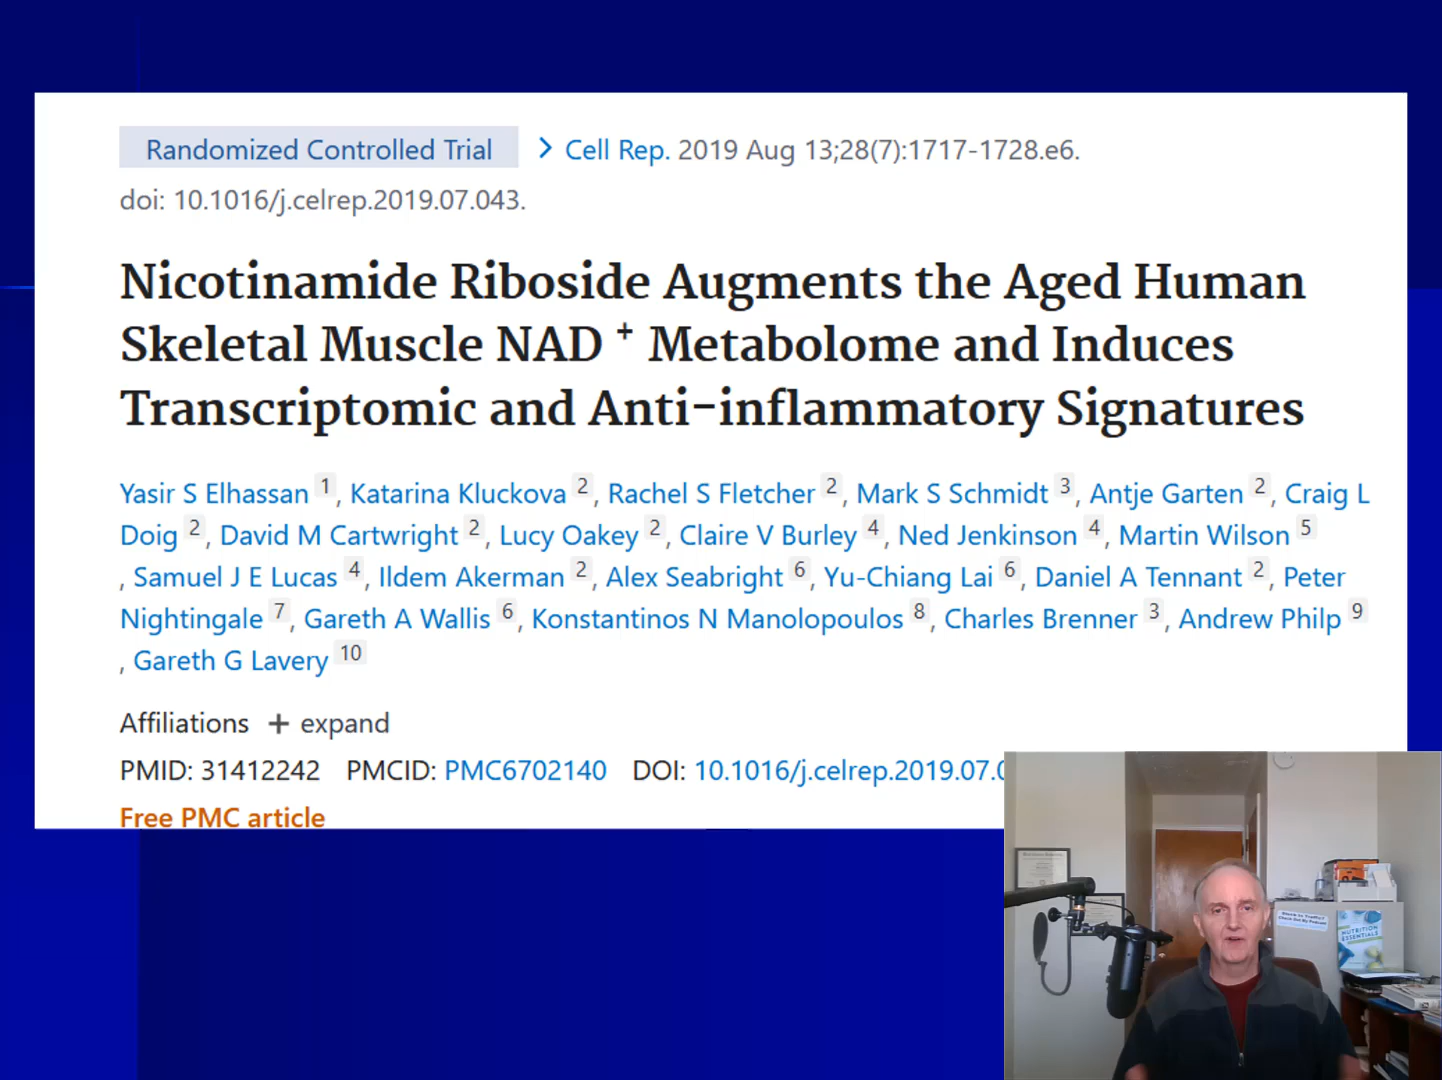 Randomized Controlled Trial > Cell Rep. 2019 Aug 13;28(7):1717-1728.e6.
doi: 10.1016/j.celrep.2019.07.043.
Nicotinamide Riboside Augments the Aged Human
Skeletal Muscle NAD + Metabolome and Induces
Transcriptomic and Anti-inflammatory Signatures
Yasir S Elhassan 1, Katarina Kluckova 2, Rachel S Fletcher 2, Mark S Schmidt 3, Antje Garten 2, Craig L
Doig 2, David M Cartwright 2, Lucy Oakey 2, Claire V Burley 4, Ned Jenkinson 4, Martin Wilson 5
, Samuel J E Lucas 4, Ildem Akerman 2, Alex Seabright 6, Yu-Chiang Lai 6, Daniel A Tennant 2, Peter
Nightingale 7, Gareth A Wallis 6, Konstantinos N Manolopoulos 8, Charles Brenner 3, Andrew Philp 9
, Gareth G Lavery 10
Affiliations + expand
PMID: 31412242 PMCID: PMC6702140 DOI: 10.1016/j.celrep.2019.07.0
Free PMC article
NUTRITION
ESSENTIALS